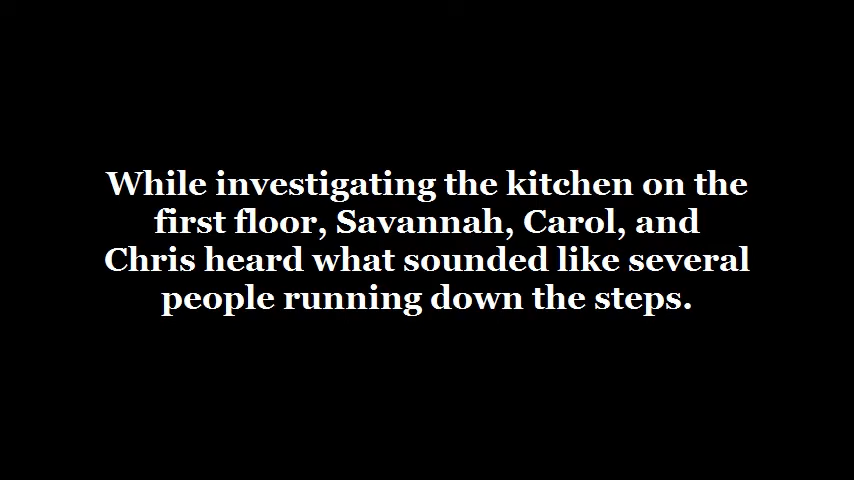 While investigating the kitchen on the
first floor, Savannah, Carol, and
Chris heard what sounded like several
people running down the steps.